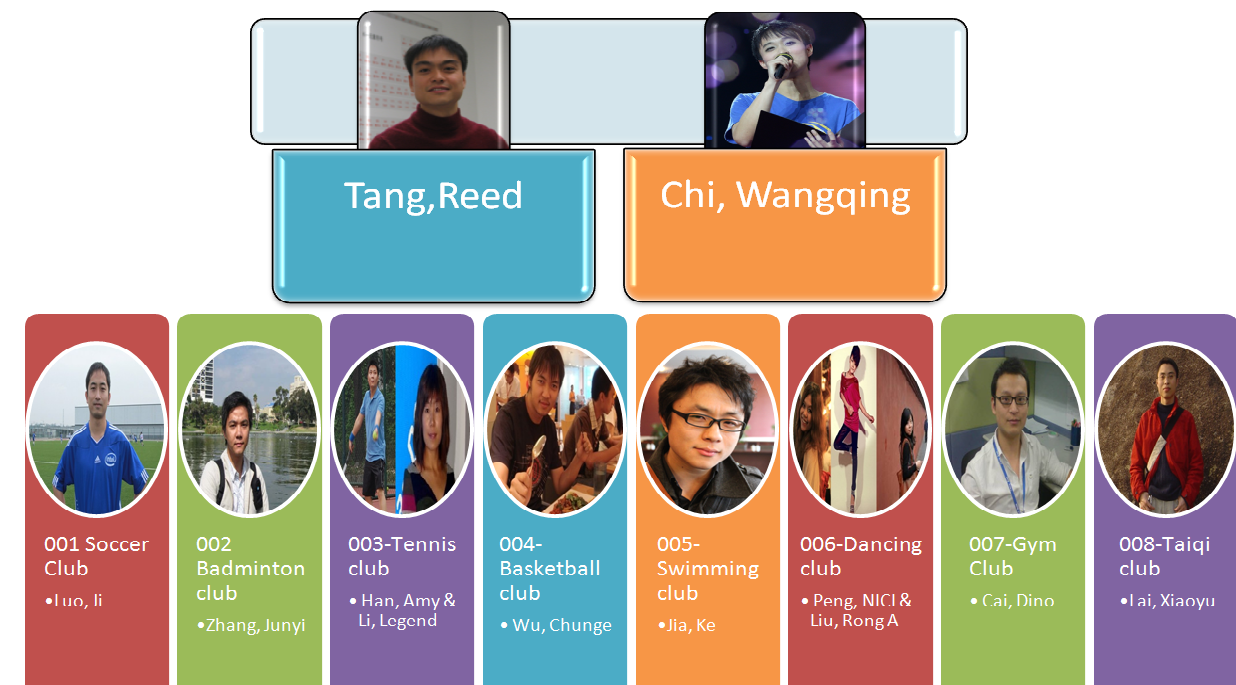 Tang,Reed
Chi, Wangqing
001 Soccer
Club
•Luo, Ji
002
Badminton
club
•Zhang, Junyi
003-Tennis
club
• Han, Amy &
Li, Legend
004-
Basketball
club
• Wu, Chunge
005-
Swimming
club
•Jia, Ke
006-Dancing
club
• Peng, NICI &
Liu, Rong A
007-Gym
Club
• Cai, Dino
008-Taiqi
club
•Lai, Xiaoyu